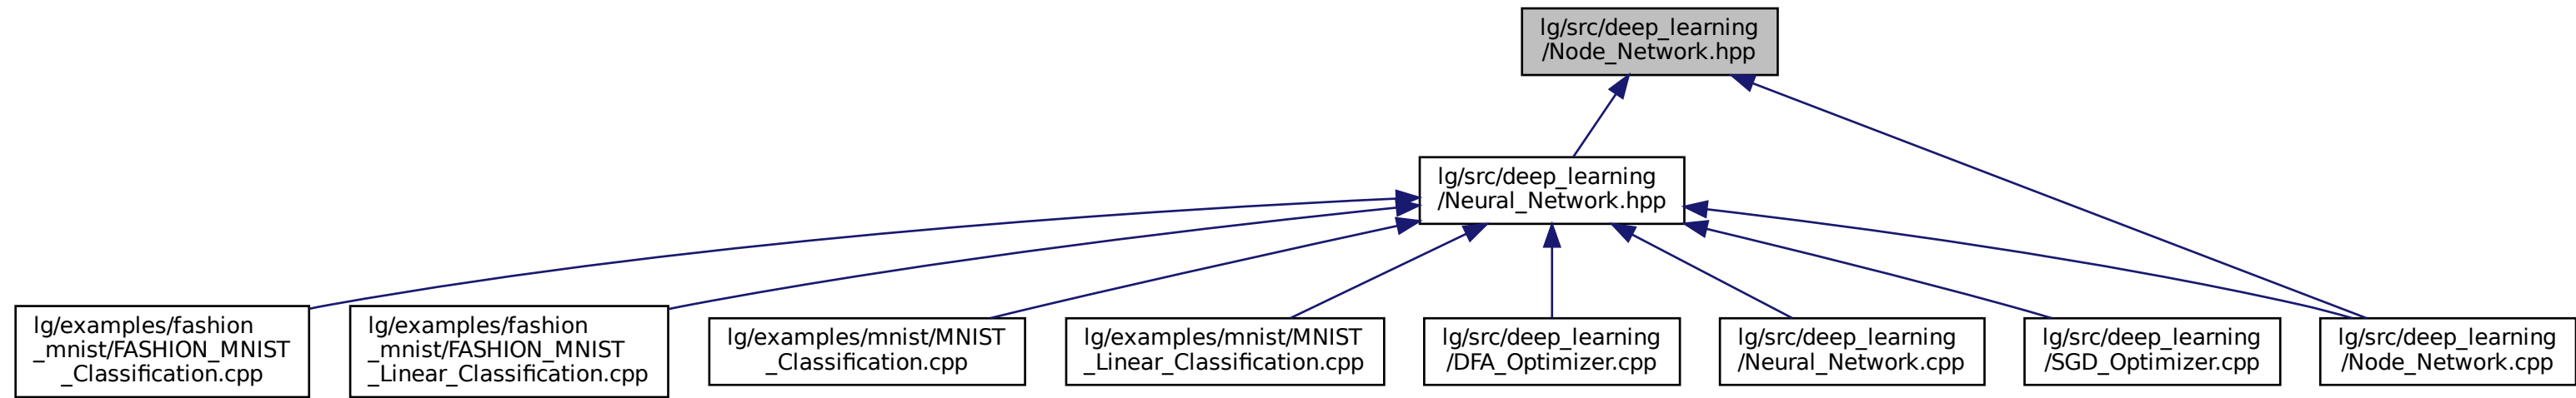 lg/src/deep_learning
/Node_Network.hpp
lg/src/deep_learning
/Neural_Network.hpp
lg/examples/fashion
_mnist/FASHION_MNIST
_Classification.cpp
lg/examples/fashion
_mnist/FASHION_MNIST
_Linear_Classification.cpp
lg/examples/mnist/MNIST
_Classification.cpp
lg/examples/mnist/MNIST
_Linear_Classification.cpp
lg/src/deep_learning
/DFA_Optimizer.cpp
lg/src/deep_learning
/Neural_Network.cpp
lg/src/deep_learning
/SGD_Optimizer.cpp
lg/src/deep_learning
/Node_Network.cpp